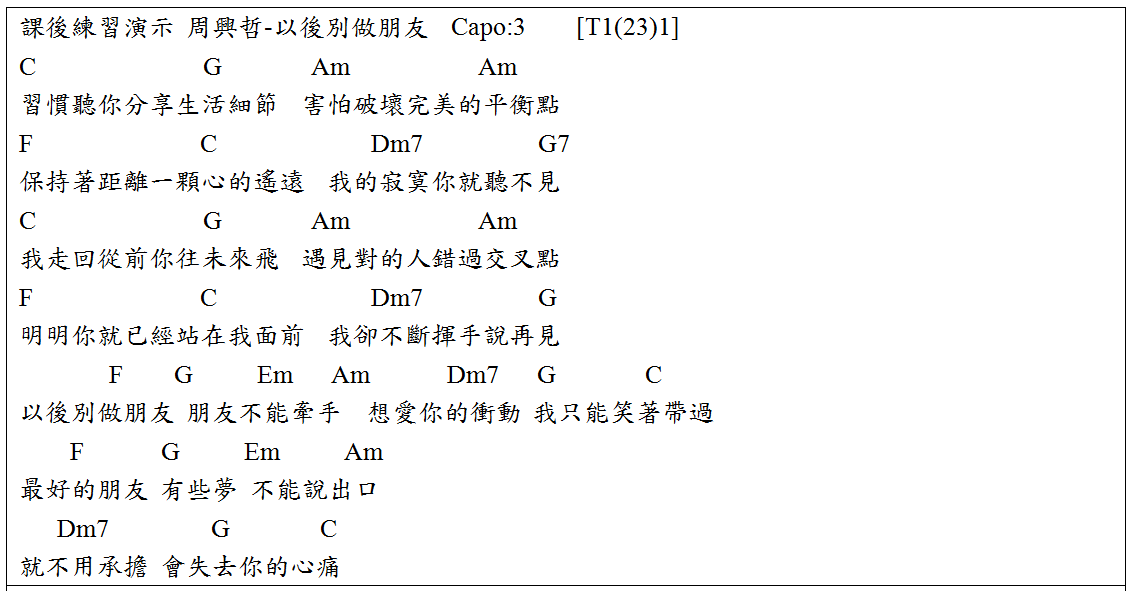 課後練習演示 周興哲-以後別做朋友 Capo:3 [T1(23)1]
C G Am Am
習慣聽你分享生活細節 害怕破壞完美的平衡點
F C Dm7 G7
保持著距離一顆心的遙遠 我的寂寞你就聽不見
C G Am Am
我走回從前你往未來飛 遇見對的人錯過交叉點
F C Dm7 G
明明你就已經站在我面前 我卻不斷揮手說再見
F G Em Am Dm7 G C
以後別做朋友 朋友不能牽手 想愛你的衝動 我只能笑著帶過
F G Em Am
最好的朋友 有些夢 不能說出口
Dm7 G C
就不用承擔 會失去你的心痛